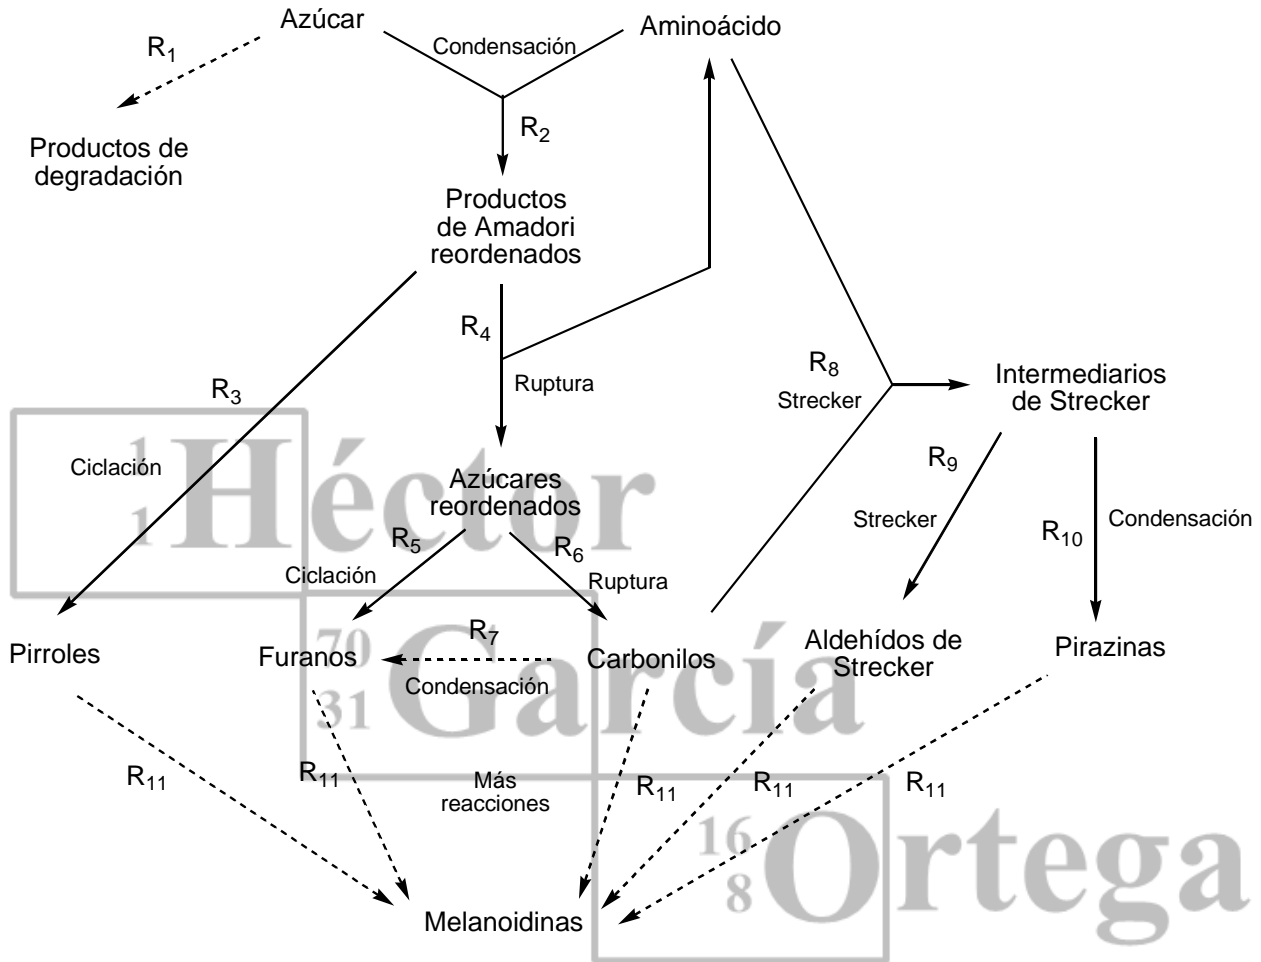 Azúcar
Aminoácido
Condensación
R1
R2
Productos de
degradación
Productos
de Amadori
reordenados
R4
Ruptura
R8
Strecker
Intermediarios
de Strecker
R3
Ciclación
R9
Strecker
R10
Condensación
Azúcares
reordenados
R5
R6
Ciclación
Ruptura
1
1
Héctor
Pirroles
Furanos
R7
Condensación
Carbonilos
Aldehídos de
Strecker
Pirazinas
70
31
García
R11
R11
Más
reacciones
R11
R11
R11
16
8
Ortega
Melanoidinas